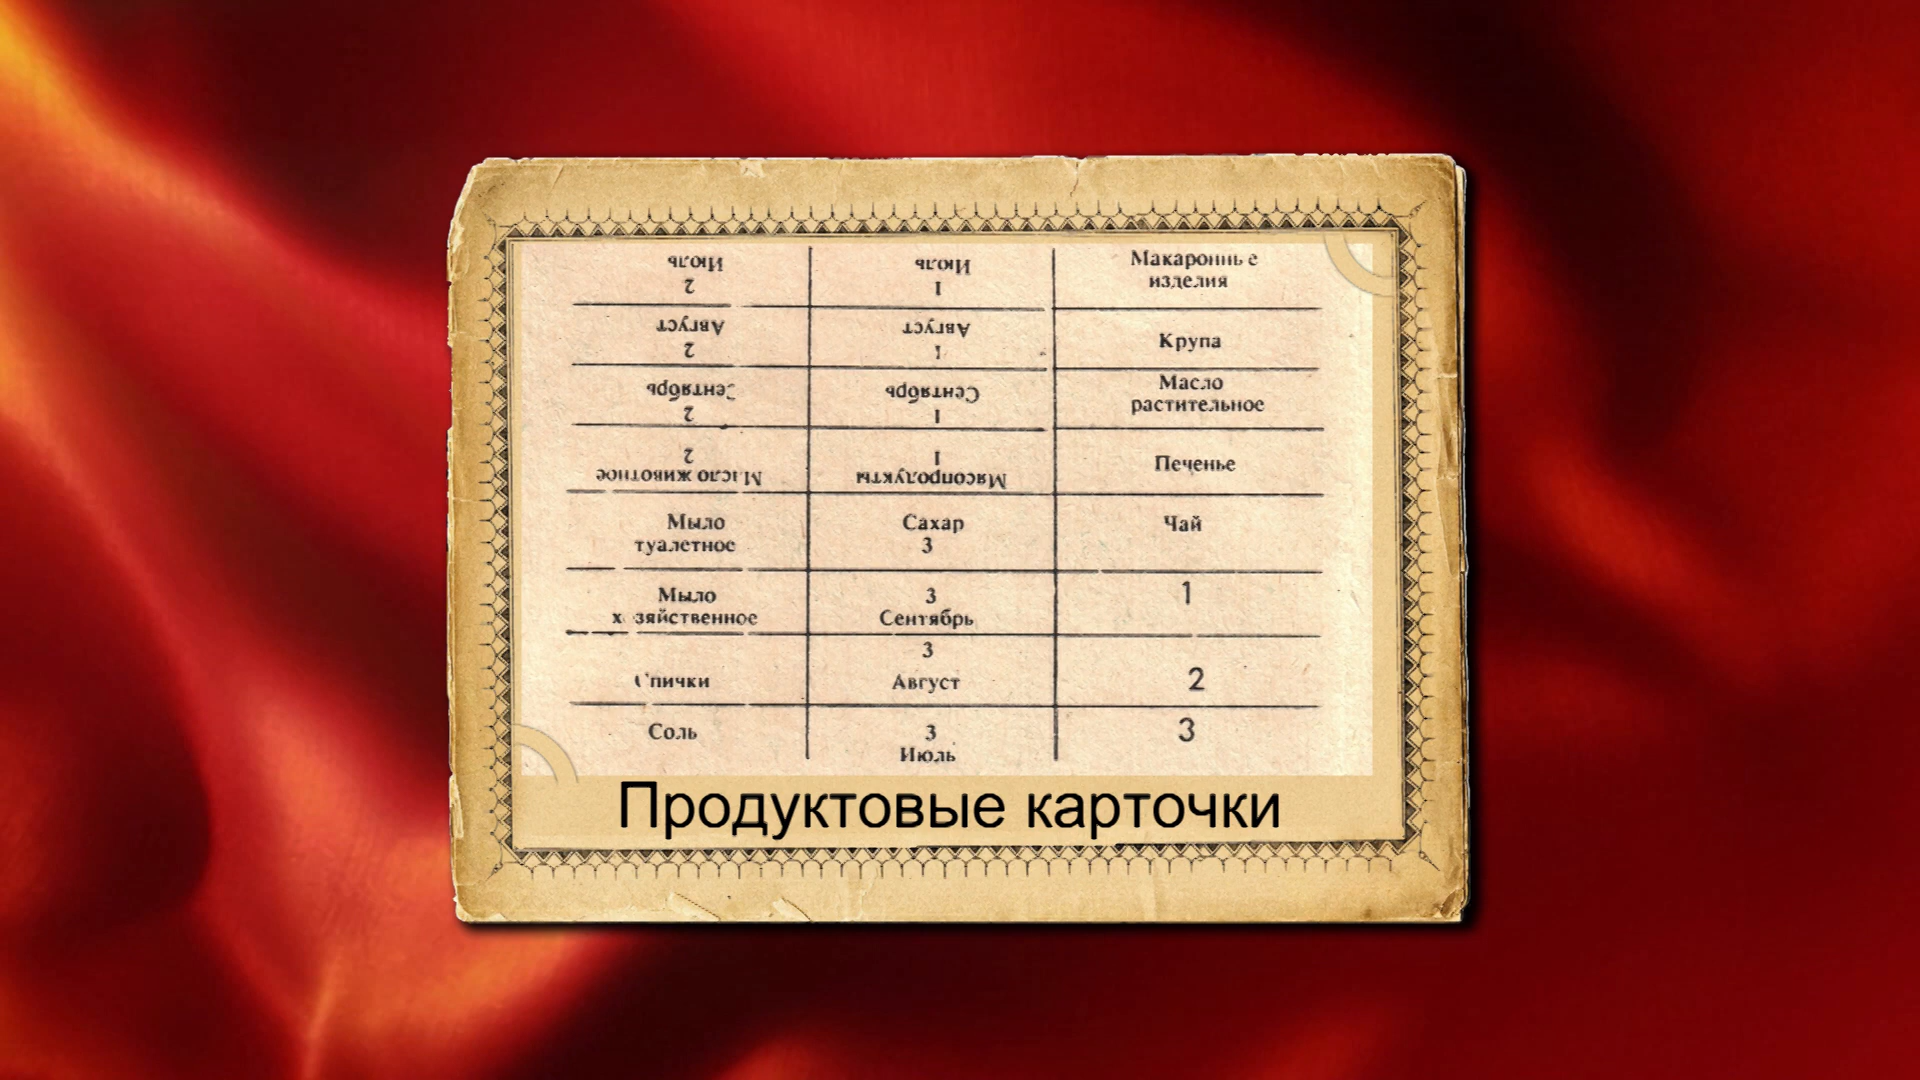 Июль
2
Июль
1
Макаронные
изделия
Август
2
Август
1
Крупа
Сентябрь
2
Сентябрь
1
Масло
растительное
2
Масло животное
1
Мясопродукты
Печенье
Мыло
туалетное
Сахар
3
Чай
Мыло
хозяйственное
3
Сентябрь
1
Спички
3
Август
2
Соль
3
Июль
3
Продуктовые карточки